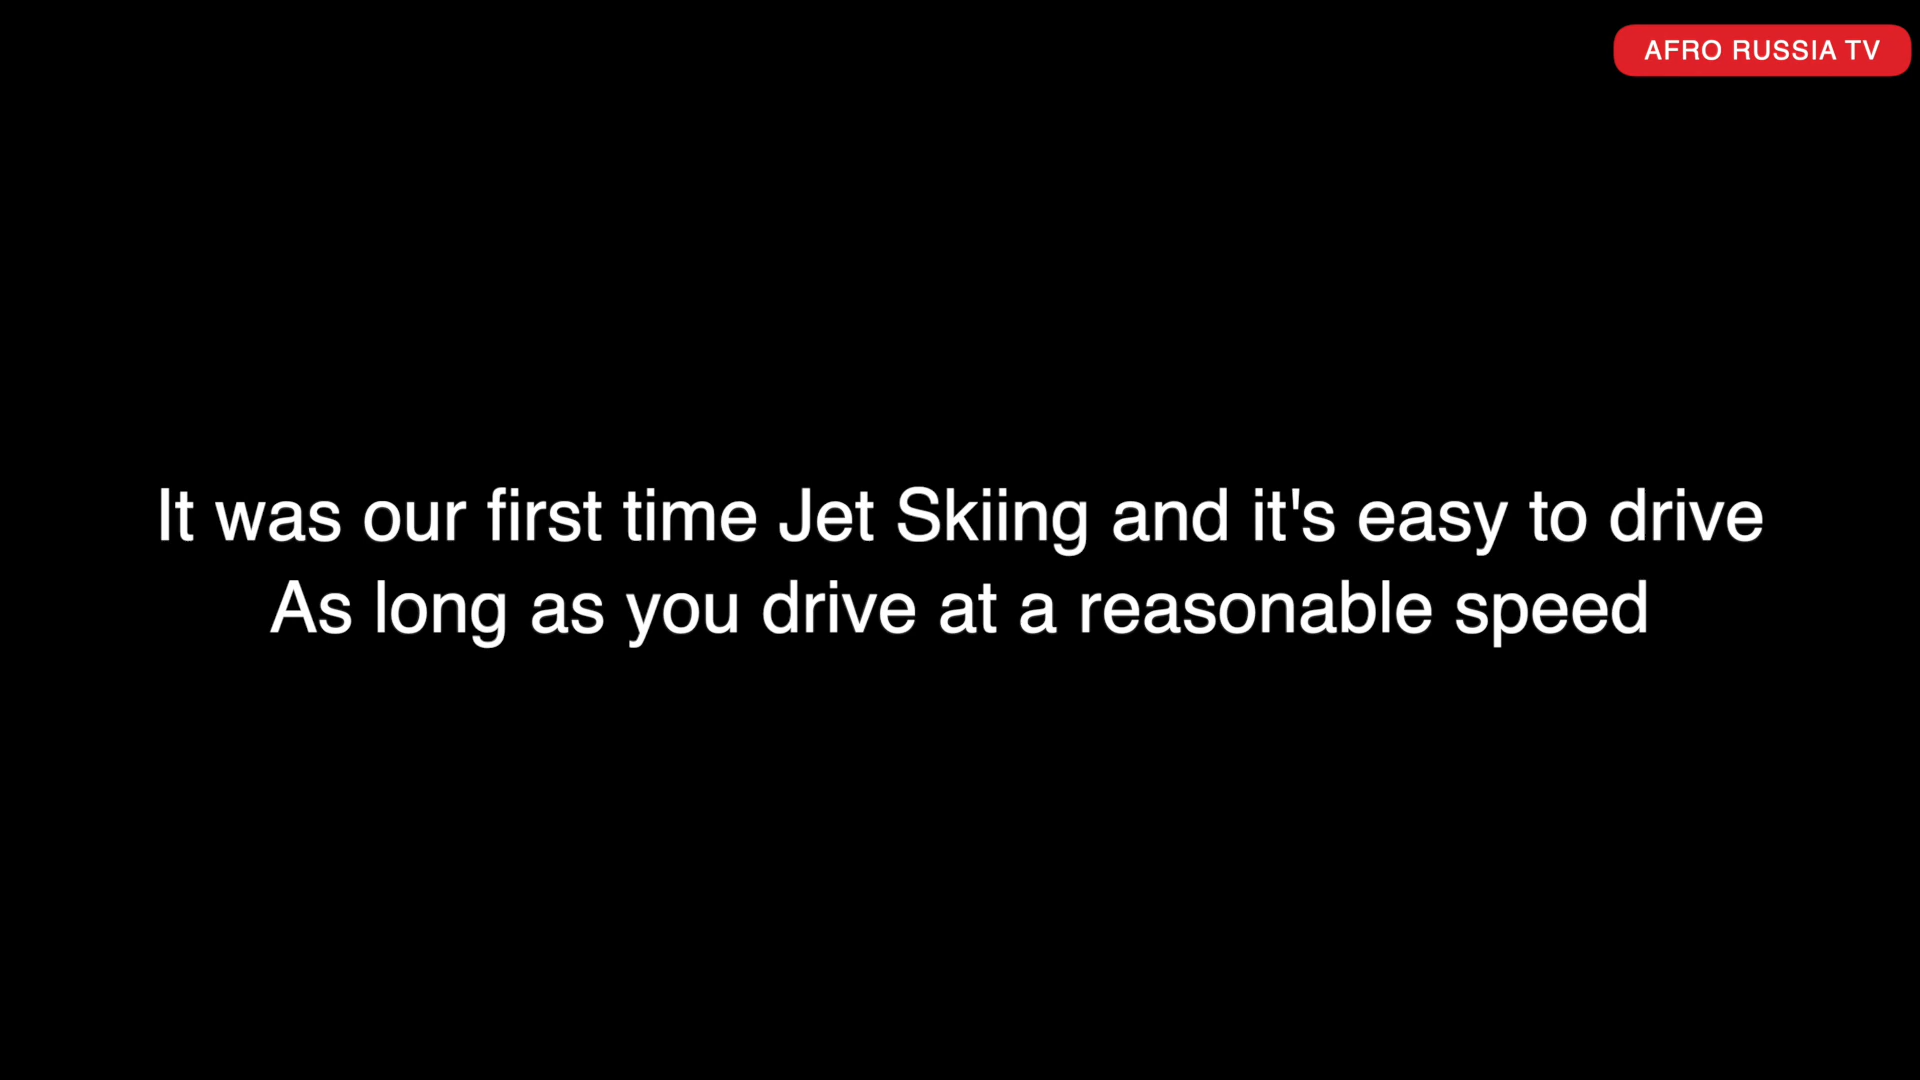 AFRO RUSSIA TV
It was our first time Jet Skiing and it's easy to drive
As long as you drive at a reasonable speed